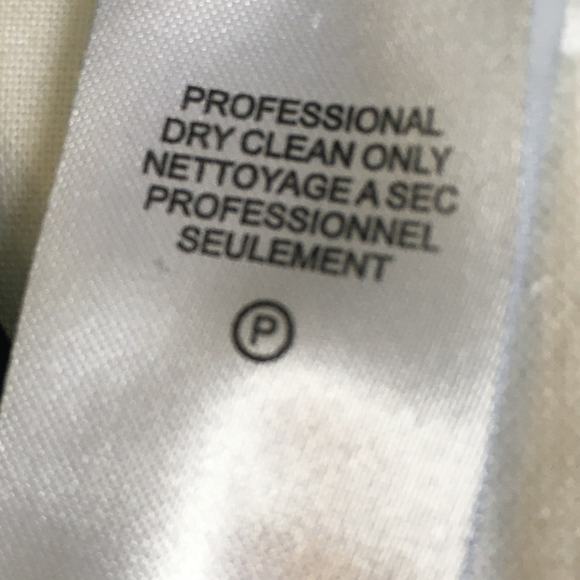 PROFESSIONAL
DRY CLEAN ONLY
NETTOYAGE A SEC
PROFESSIONNEL
SEULEMENT
P